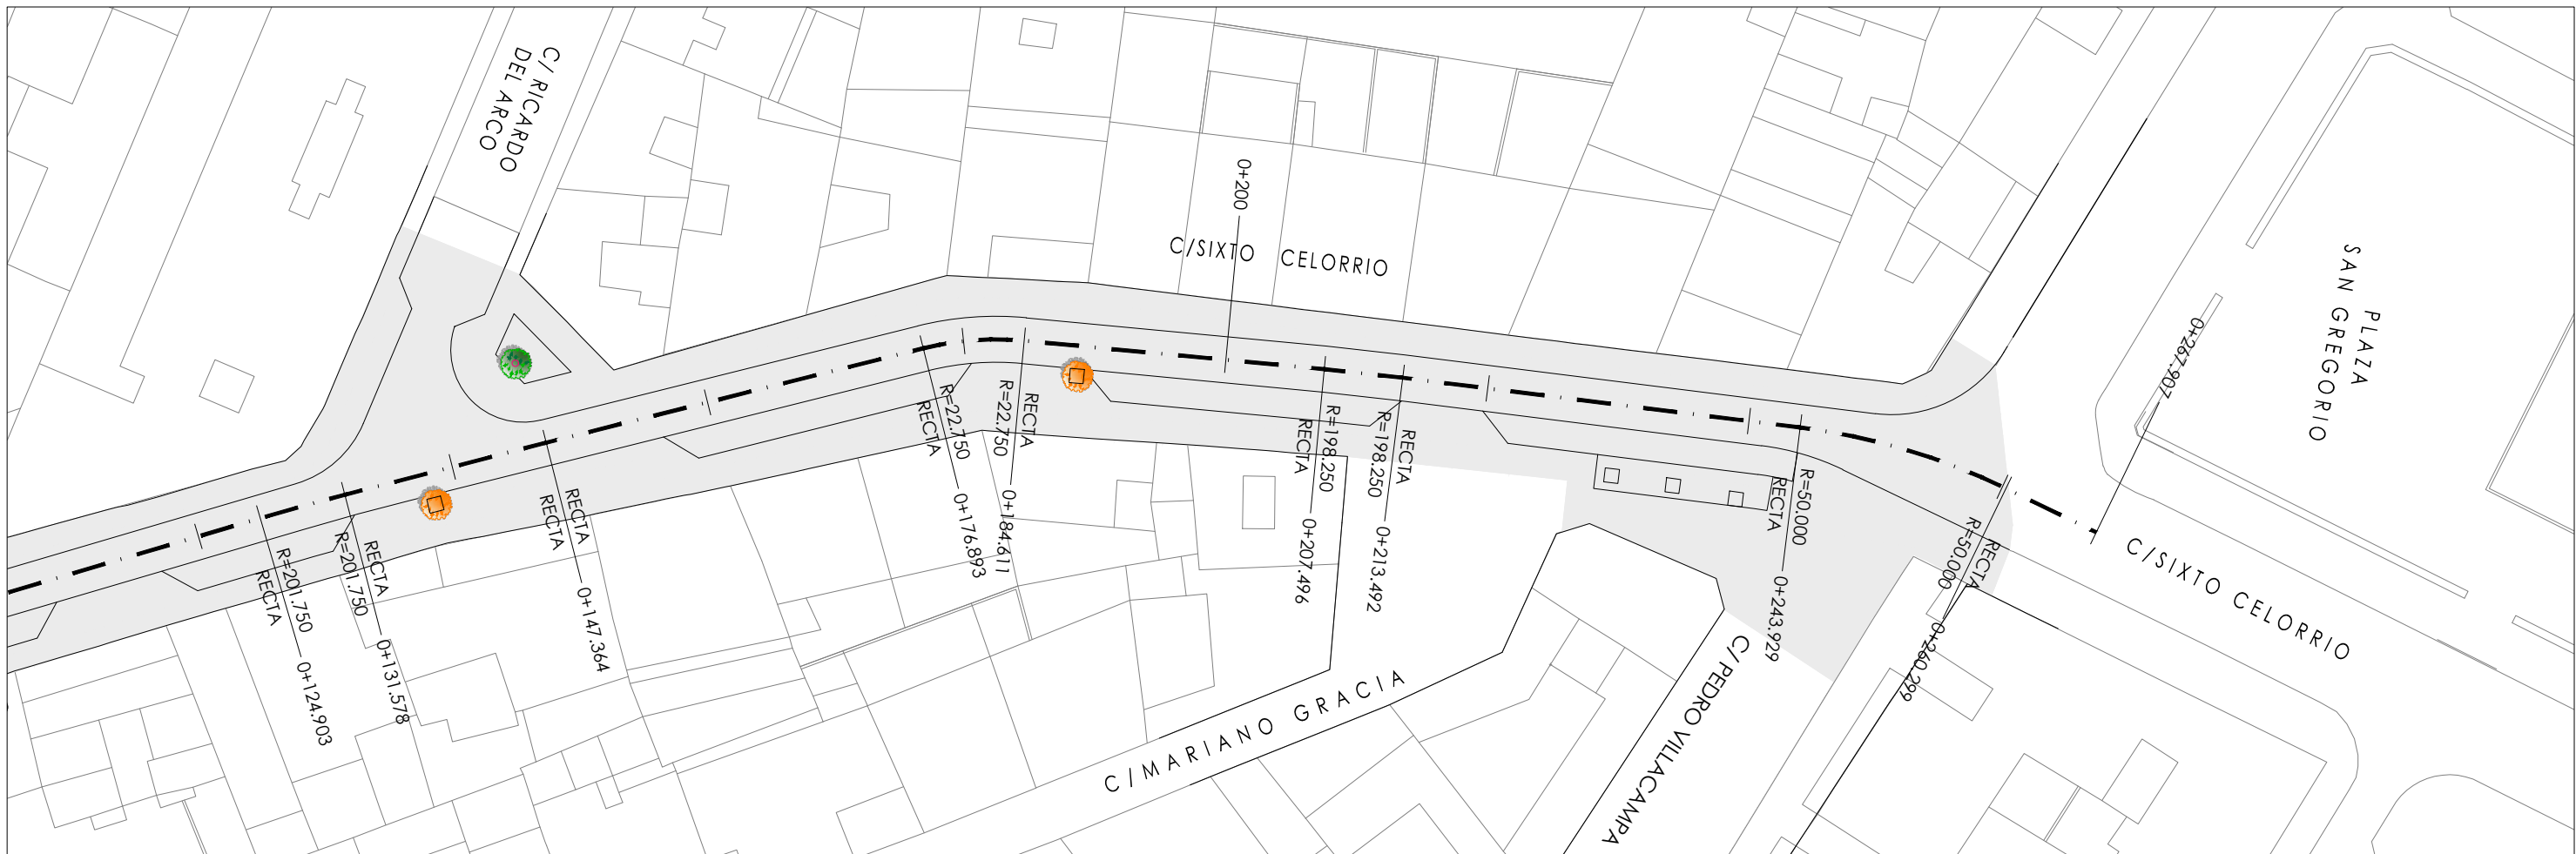 C/ RICARDO
DEL ARCO
0+200
C/SIXTO CELORRIO
PLAZA
SAN GREGORIO
0+267.907
R=201.750
RECTA
0+124.903
RECTA
R=201.750
0+131.578
RECTA
RECTA
0+147.364
R=22.750
RECTA
0+176.893
RECTA
R=22.750
0+184.611
R=198.250
RECTA
0+207.496
RECTA
R=198.250
0+213.492
R=50.000
RECTA
0+243.929
RECTA
R=50.000
0+260.299
C/SIXTO CELORRIO
C/MARIANO GRACIA
C/ PEDRO VILLACAMPA